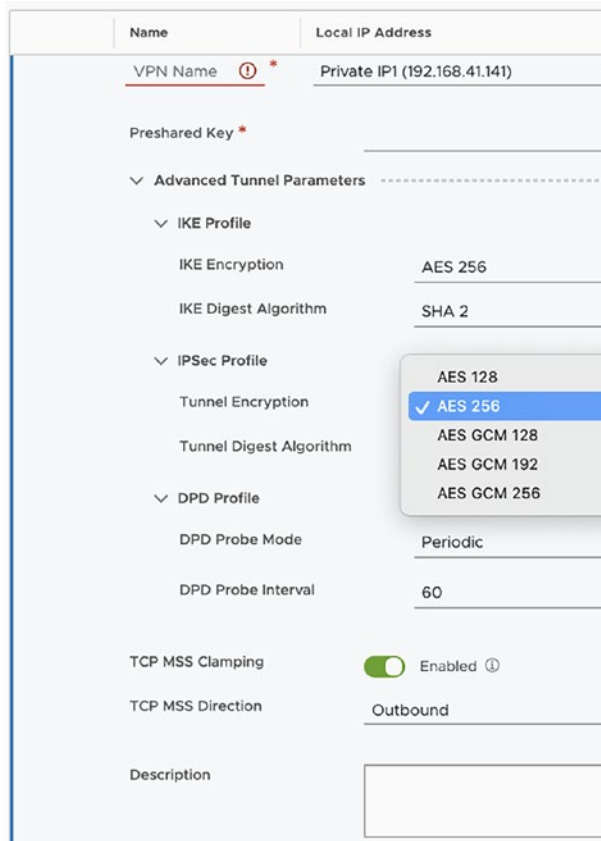 Name Local IP Address
VPN Name * Private IP1 (192.168.41.141)
Preshared Key *
Advanced Tunnel Parameters
IKE Profile
IKE Encryption AES 256
IKE Digest Algorithm SHA 2
IPSec Profile
AES 128
Tunnel Encryption ✓ AES 256
AES GCM 128
Tunnel Digest Algorithm
AES GCM 192
AES GCM 256
DPD Profile
DPD Probe Mode Periodic
DPD Probe Interval 60
TCP MSS Clamping Enabled
TCP MSS Direction Outbound
Description